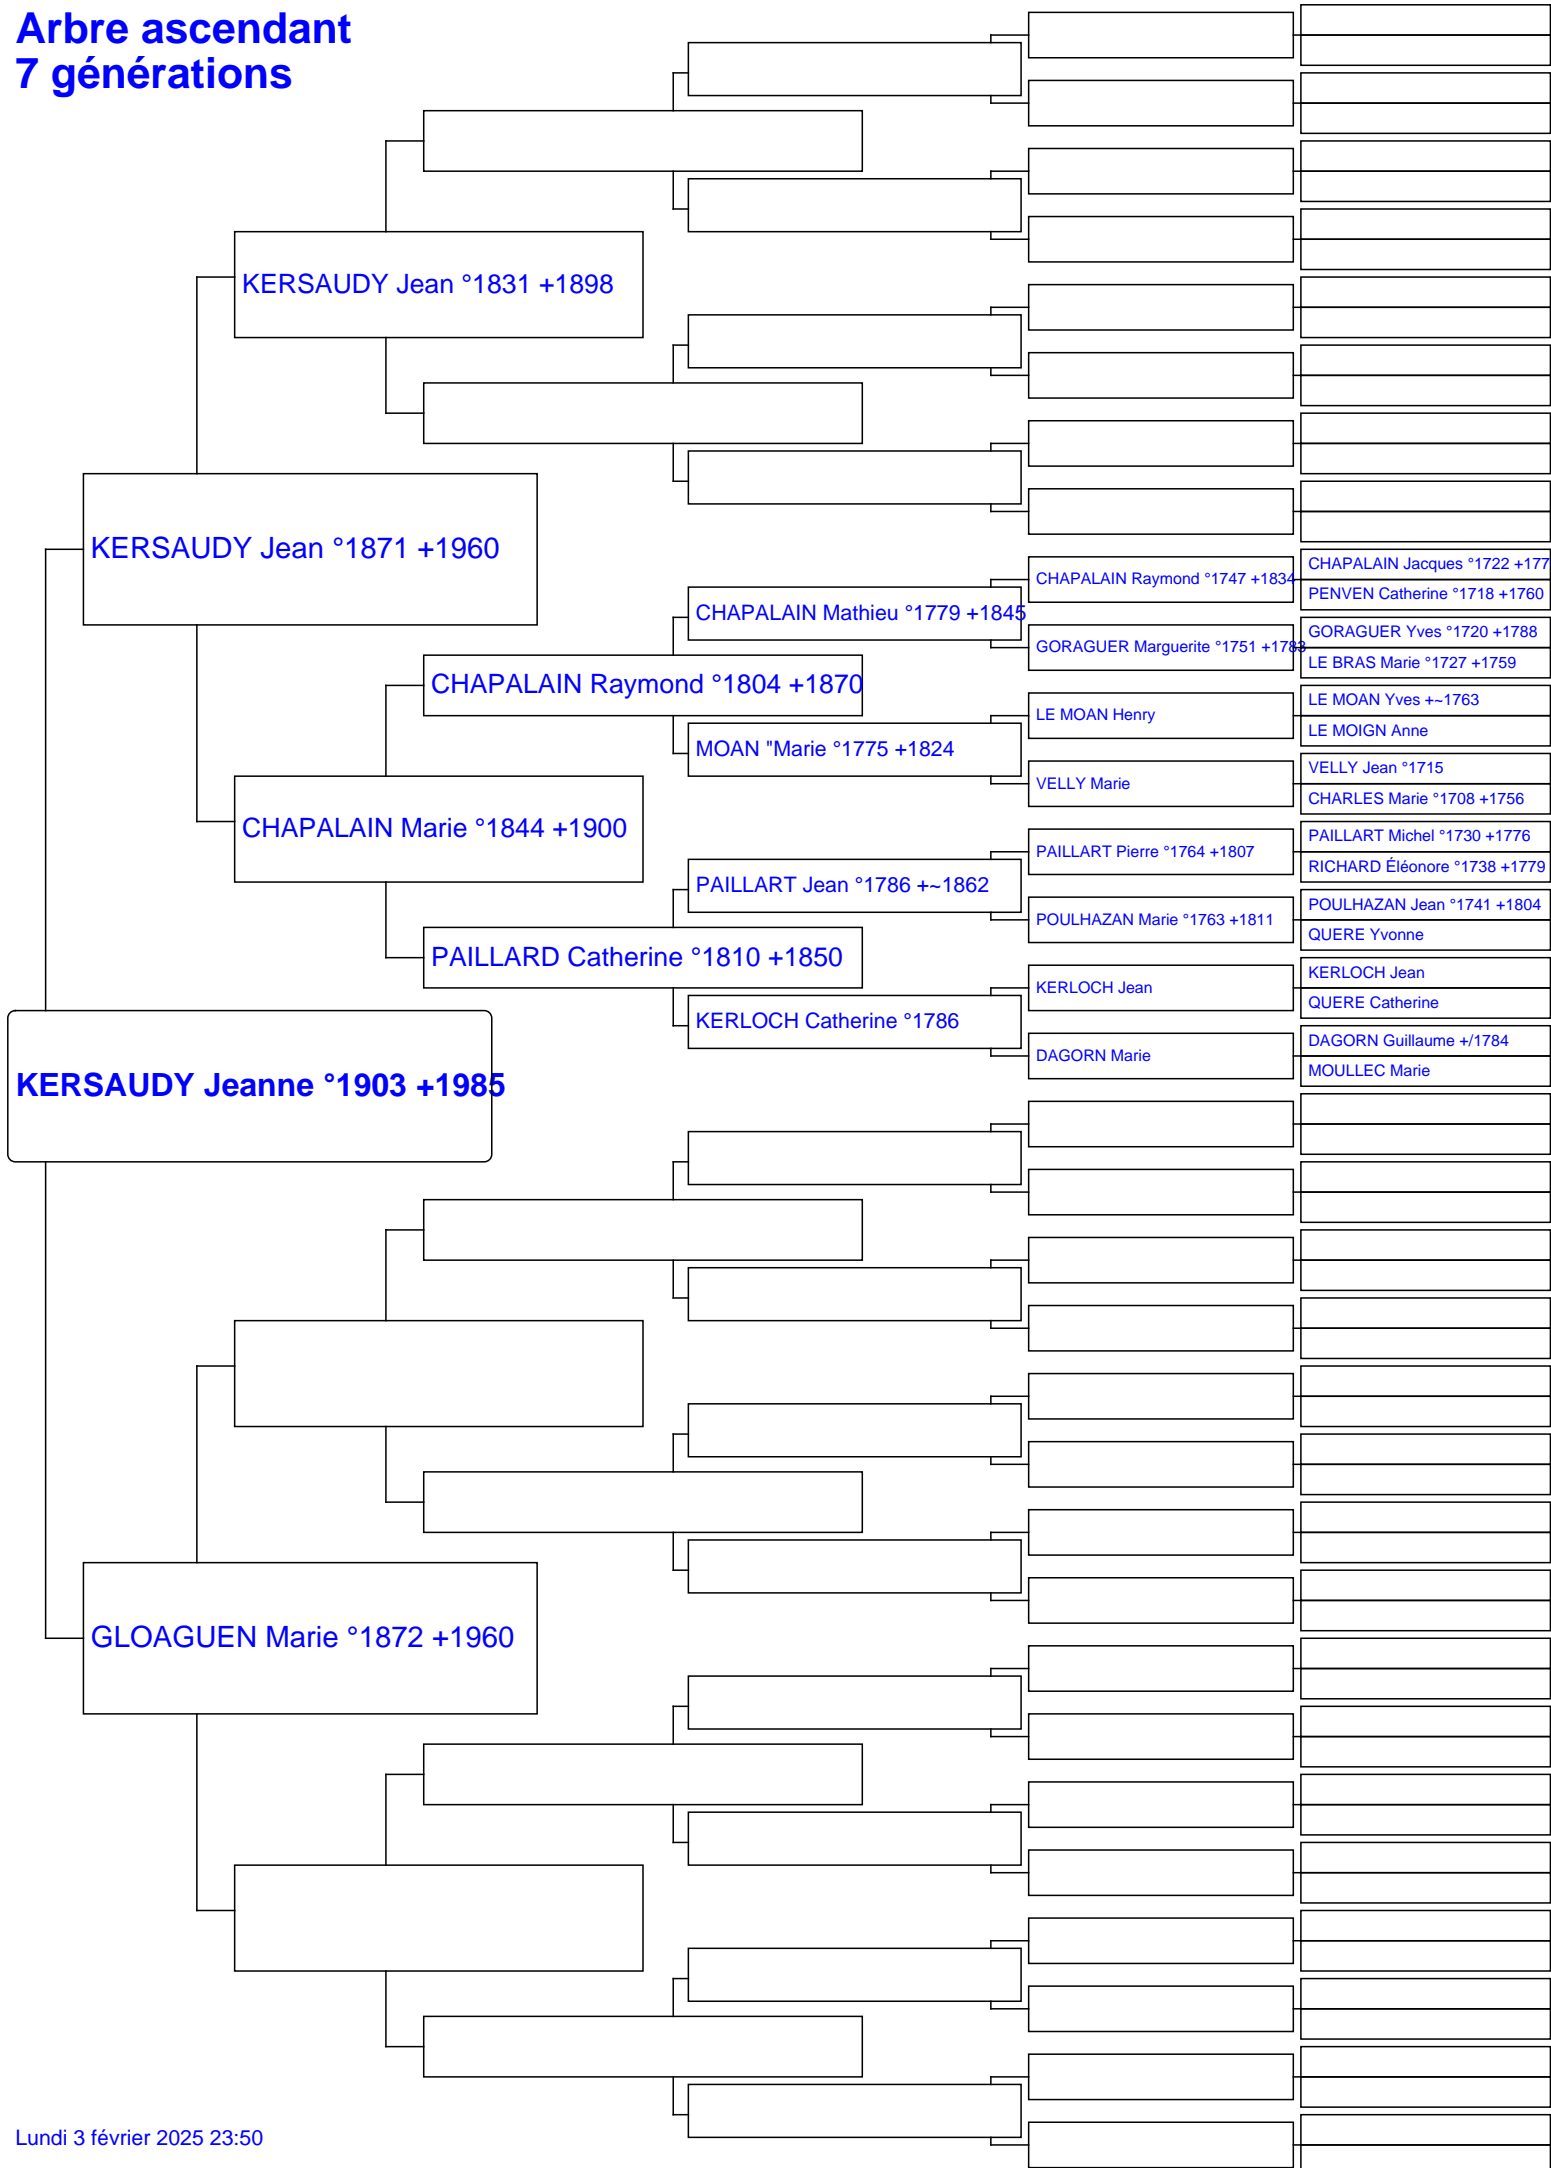 Arbre ascendant
7 générations
KERSAUDY Jean °1831 +1898
KERSAUDY Jean °1871 +1960
CHAPALAIN Jacques °1722 +177
CHAPALAIN Raymond °1747 +1834
PENVEN Catherine °1718 +1760
CHAPALAIN Mathieu °1779 +1845
GORAGUER Yves °1720 +1788
GORAGUER Marguerite °1751 +1783
LE BRAS Marie °1727 +1759
CHAPALAIN Raymond °1804 +1870
LE MOAN Yves +~1763
LE MOAN Henry
LE MOIGN Anne
MOAN "Marie °1775 +1824
VELLY Jean °1715
VELLY Marie
CHARLES Marie °1708 +1756
CHAPALAIN Marie °1844 +1900
PAILLART Michel °1730 +1776
PAILLART Pierre °1764 +1807
RICHARD Éléonore °1738 +1779
PAILLART Jean °1786 +~1862
POULHAZAN Jean °1741 +1804
POULHAZAN Marie °1763 +1811
QUERE Yvonne
PAILLARD Catherine °1810 +1850
KERLOCH Jean
KERLOCH Jean
QUERE Catherine
KERLOCH Catherine °1786
DAGORN Guillaume +/1784
DAGORN Marie
MOULLEC Marie
KERSAUDY Jeanne °1903 +1985
GLOAGUEN Marie °1872 +1960
Lundi 3 février 2025 23:50